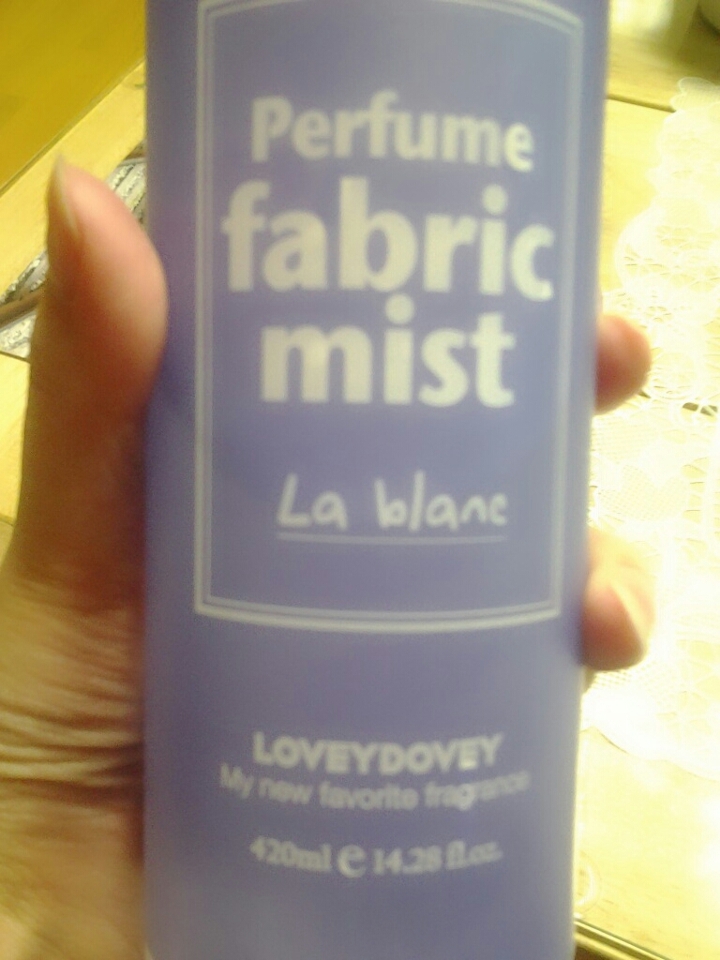 Perfume
fabric
mist
La blanc
LOVEYDOVEY
My new favorite fragrance
420ml e 14.28 fl.oz.